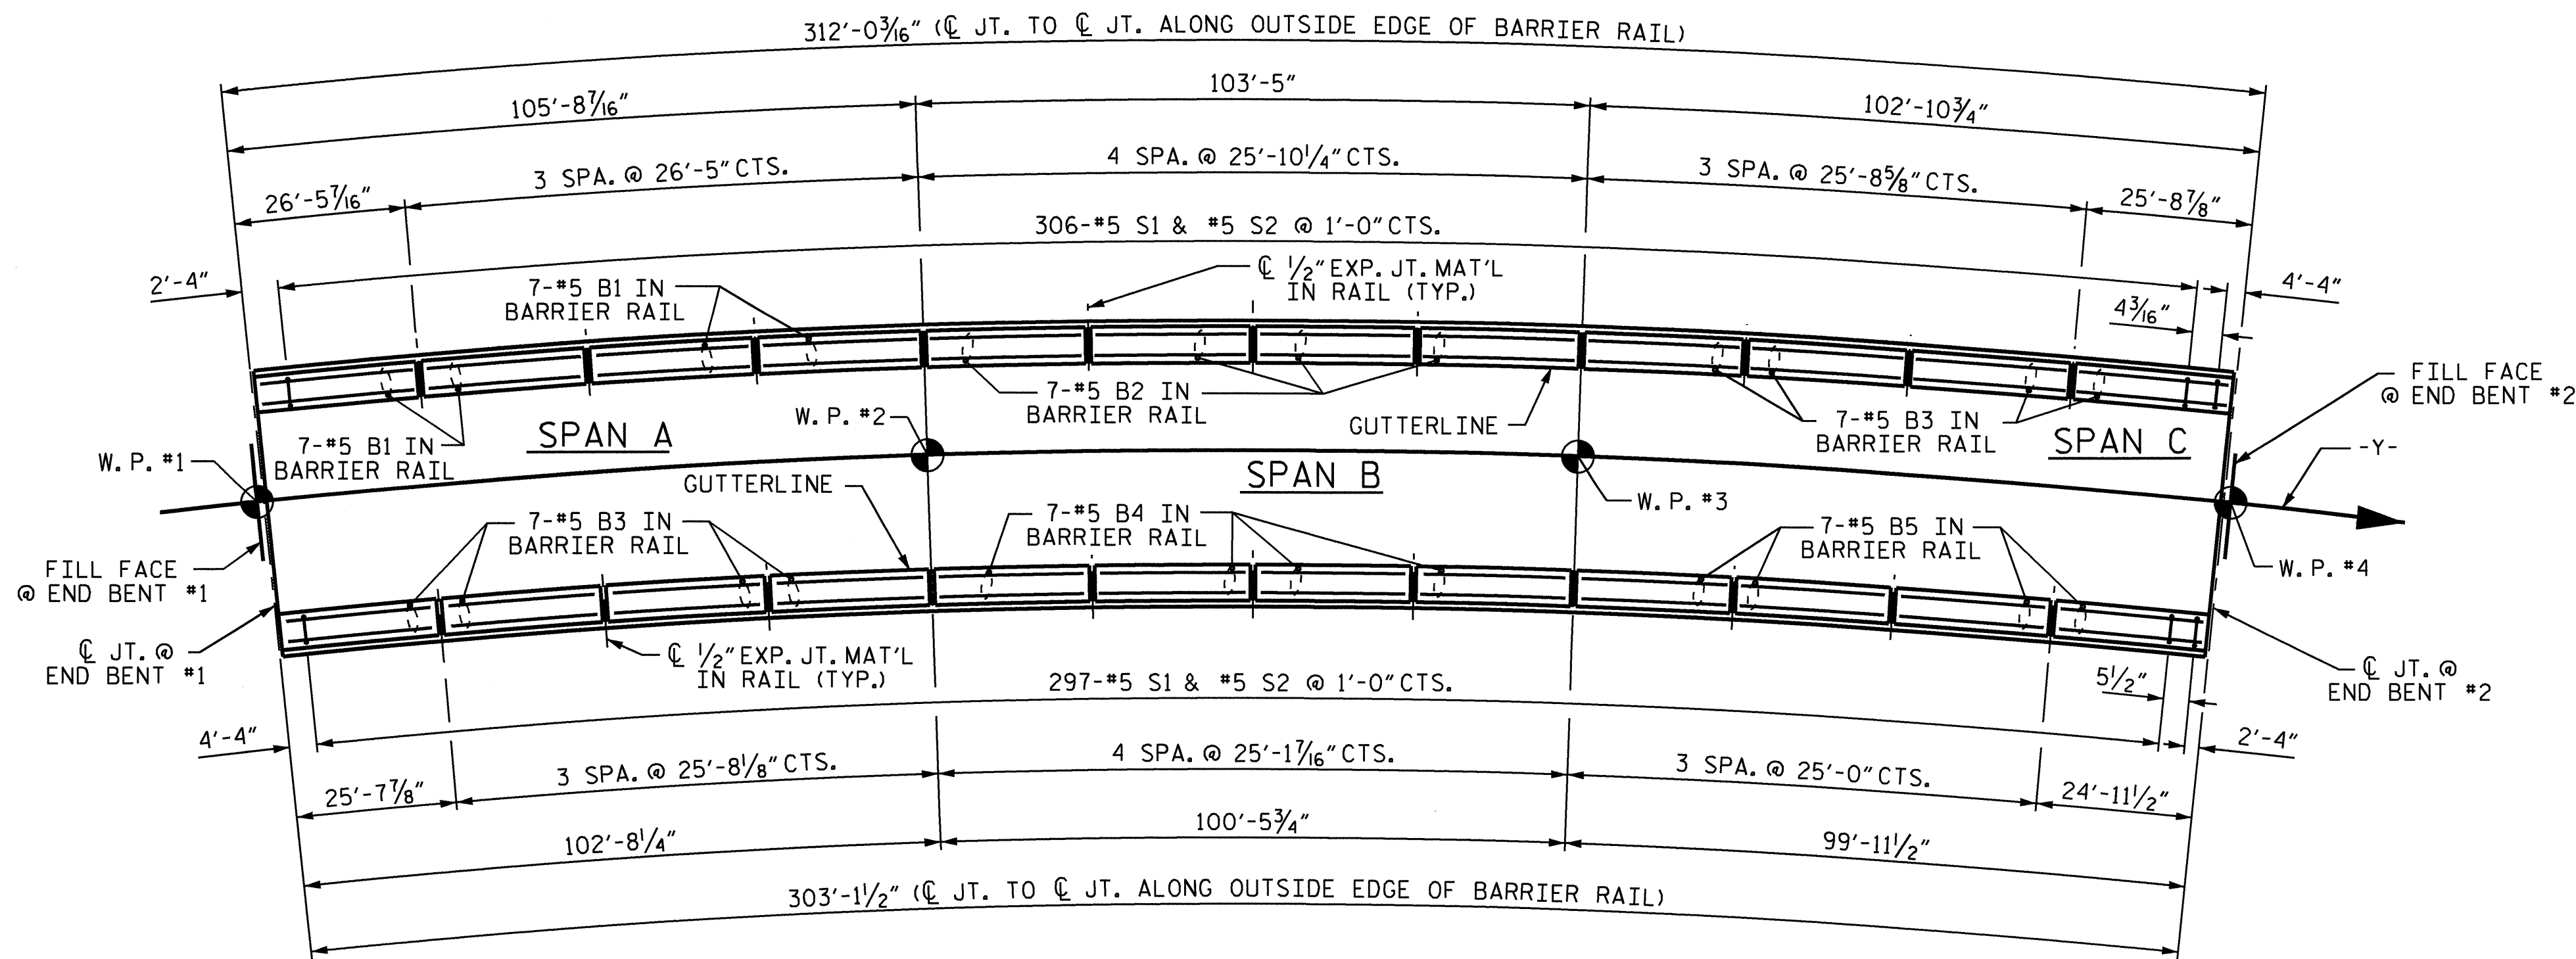 312'-0 3/16" (℄ JT. TO ℄ JT. ALONG OUTSIDE EDGE OF BARRIER RAIL)
105'-8 7/16"
103'-5"
102'-10 3/4"
26'-5 7/16"
3 SPA. @ 26'-5" CTS.
4 SPA. @ 25'-10 1/4" CTS.
3 SPA. @ 25'-8 5/8" CTS.
25'-8 7/8"
306-#5 S1 & #5 S2 @ 1'-0" CTS.
2'-4"
7-#5 B1 IN
BARRIER RAIL
℄ 1/2" EXP. JT. MAT'L
IN RAIL (TYP.)
4 3/16"
4'-4"
7-#5 B1 IN
BARRIER RAIL
SPAN A
W.P. #2
7-#5 B2 IN
BARRIER RAIL
GUTTERLINE
7-#5 B3 IN
BARRIER RAIL
SPAN C
FILL FACE
@ END BENT #2
W.P. #1
GUTTERLINE
SPAN B
W.P. #3
-Y-
7-#5 B3 IN
BARRIER RAIL
7-#5 B4 IN
BARRIER RAIL
7-#5 B5 IN
BARRIER RAIL
W.P. #4
FILL FACE
@ END BENT #1
℄ JT. @
END BENT #1
℄ 1/2" EXP. JT. MAT'L
IN RAIL (TYP.)
℄ JT. @
END BENT #2
297-#5 S1 & #5 S2 @ 1'-0" CTS.
5 1/2"
4'-4"
2'-4"
25'-7 7/8"
3 SPA. @ 25'-8 1/8" CTS.
4 SPA. @ 25'-1 7/16" CTS.
3 SPA. @ 25'-0" CTS.
24'-11 1/2"
102'-8 1/4"
100'-5 3/4"
99'-11 1/2"
303'-1 1/2" (℄ JT. TO ℄ JT. ALONG OUTSIDE EDGE OF BARRIER RAIL)